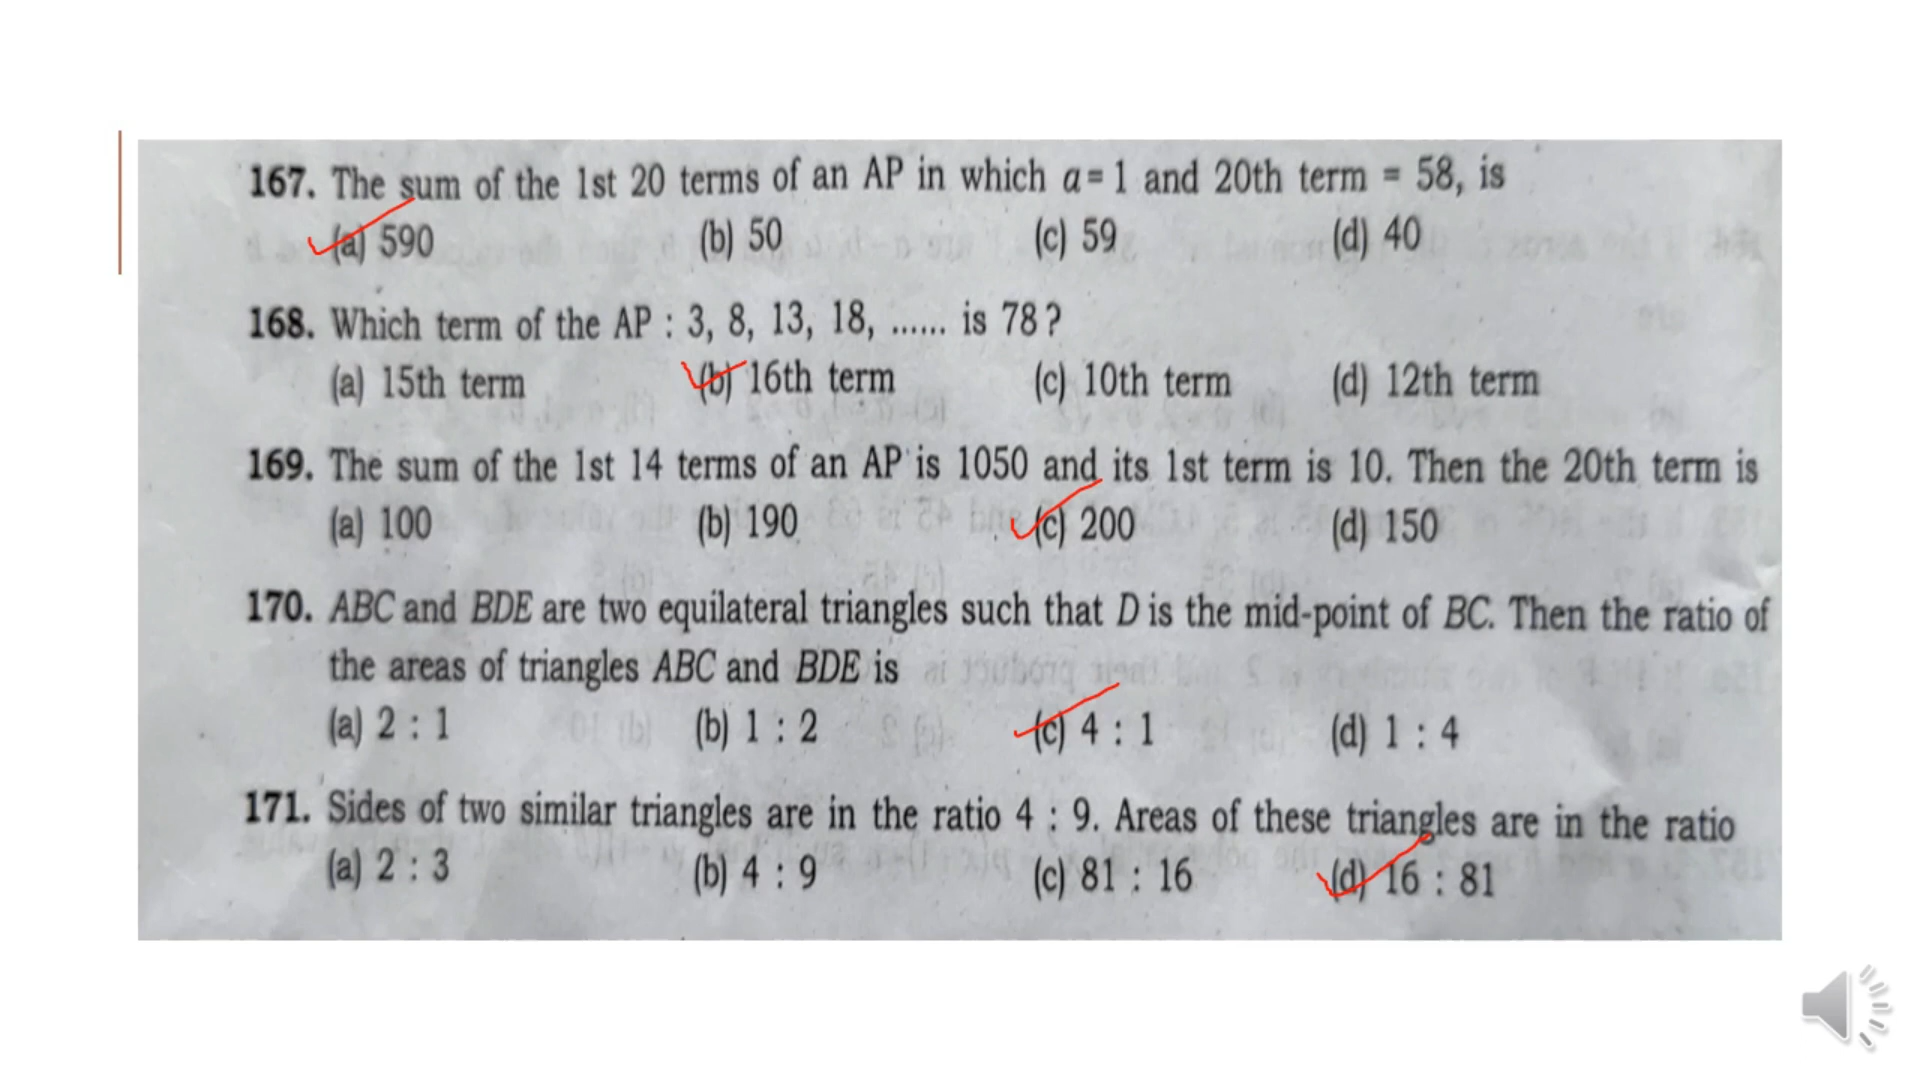 167. The sum of the 1st 20 terms of an AP in which a = 1 and 20th term = 58, is
(a) 590 (b) 50 (c) 59 (d) 40
168. Which term of the AP : 3, 8, 13, 18, ...... is 78 ?
(a) 15th term (b) 16th term (c) 10th term (d) 12th term
169. The sum of the 1st 14 terms of an AP is 1050 and its 1st term is 10. Then the 20th term is
(a) 100 (b) 190 (c) 200 (d) 150
170. ABC and BDE are two equilateral triangles such that D is the mid-point of BC. Then the ratio of
the areas of triangles ABC and BDE is
(a) 2 : 1 (b) 1 : 2 (c) 4 : 1 (d) 1 : 4
171. Sides of two similar triangles are in the ratio 4 : 9. Areas of these triangles are in the ratio
(a) 2 : 3 (b) 4 : 9 (c) 81 : 16 (d) 16 : 81